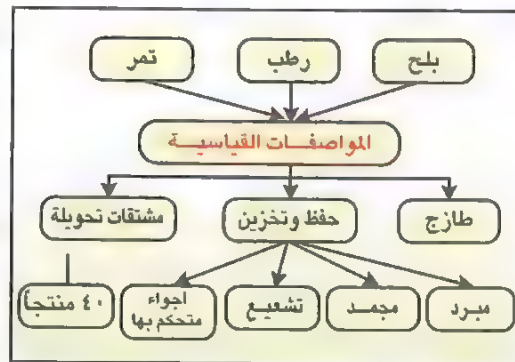 بلح
رطب
تمر
المواصفات القياسية
طازج
حفظ وتخزين
مشتقات تحويلة
مبرد
مجمد
تشعيع
اجواء
متحكم بها
٤٠ منتجاً